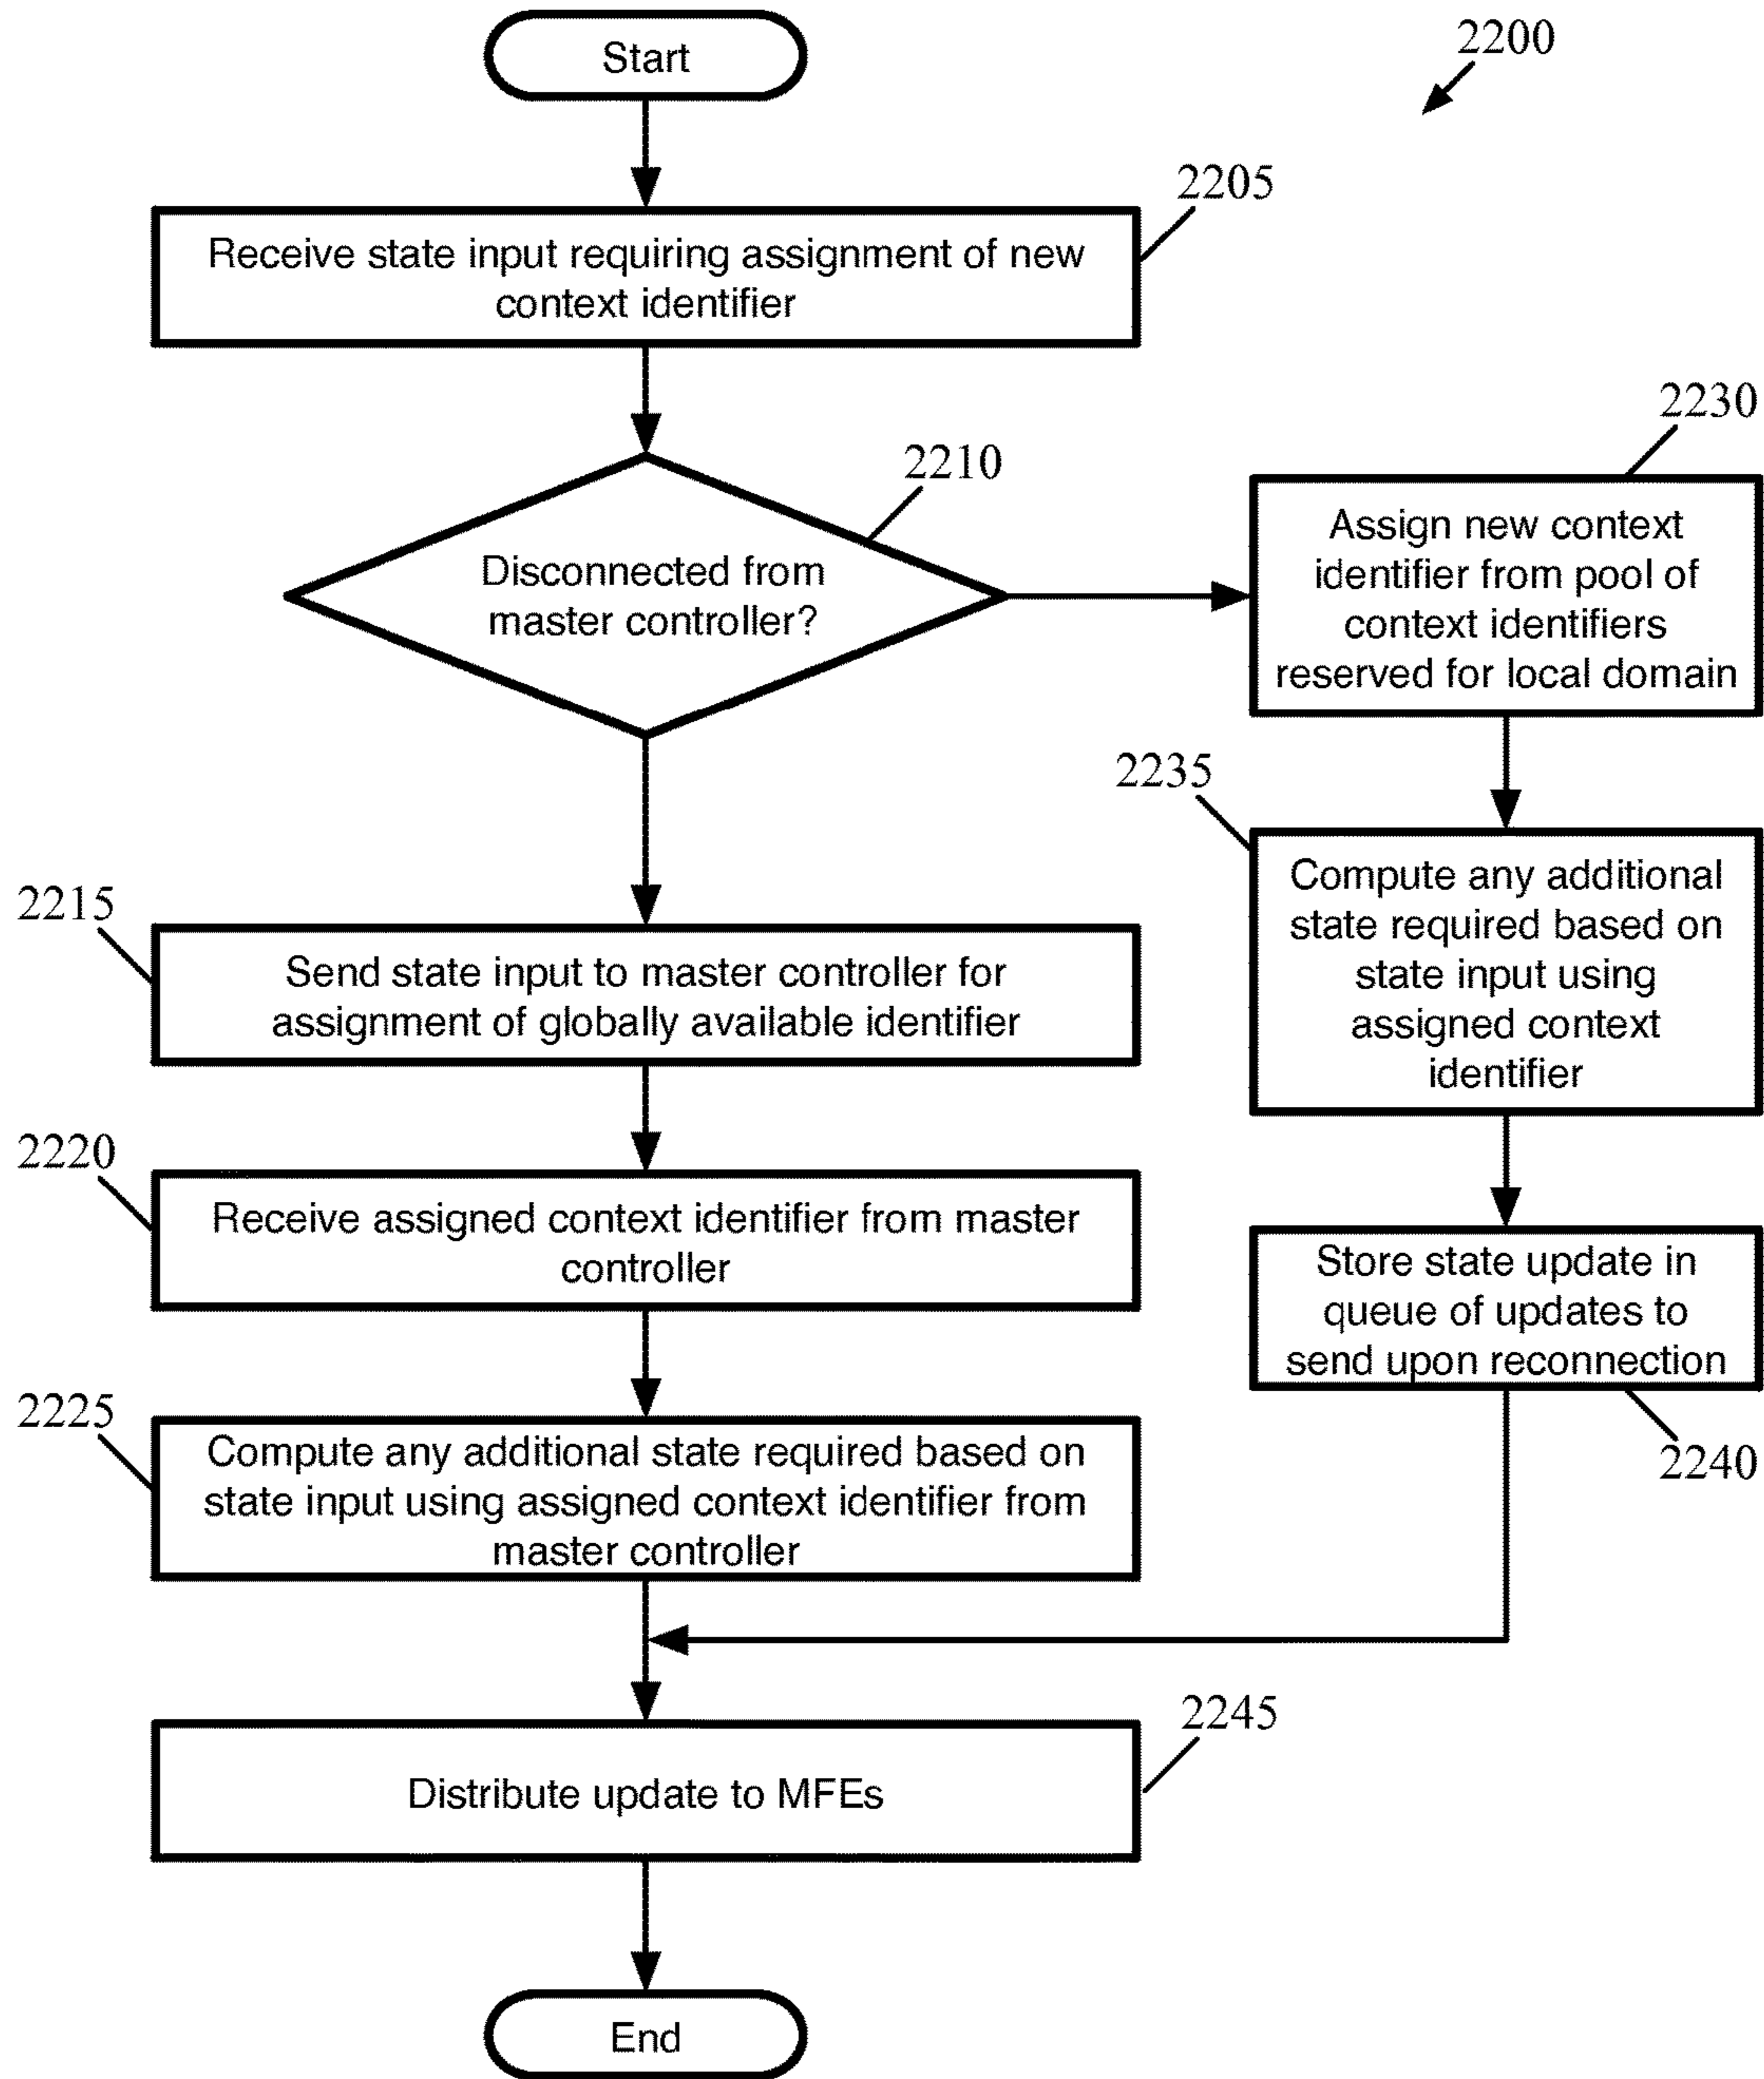 Start
2200
2205
Receive state input requiring assignment of new
context identifier
2210
Disconnected from
master controller?
2230
Assign new context
identifier from pool of
context identifiers
reserved for local domain
2235
Compute any additional
state required based on
state input using
assigned context
identifier
2215
Send state input to master controller for
assignment of globally available identifier
2220
Receive assigned context identifier from master
controller
Store state update in
queue of updates to
send upon reconnection
2240
2225
Compute any additional state required based on
state input using assigned context identifier from
master controller
2245
Distribute update to MFEs
End